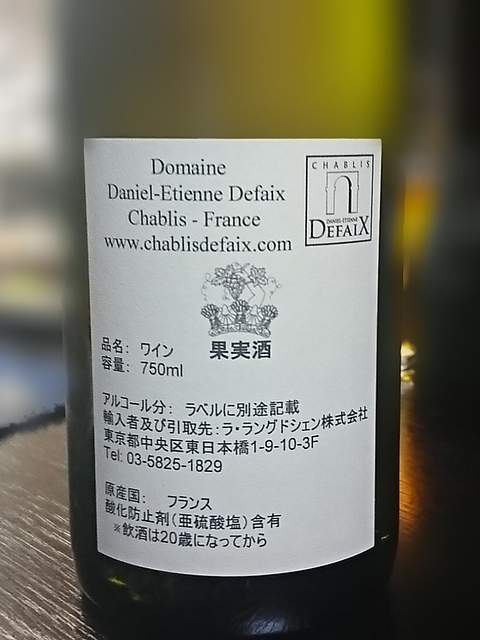 Domaine
Daniel-Etienne Defaix
Chablis - France
www.chablisdefaix.com
CHABLIS
DANIEL-ETIENNE
DEFAIX
品名： ワイン
果実酒
容量： 750ml
アルコール分： ラベルに別途記載
輸入者及び引取先：ラ・ラングドシェン株式会社
東京都中央区東日本橋1-9-10-3F
Tel: 03-5825-1829
原産国： フランス
酸化防止剤（亜硫酸塩）含有
※飲酒は20歳になってから